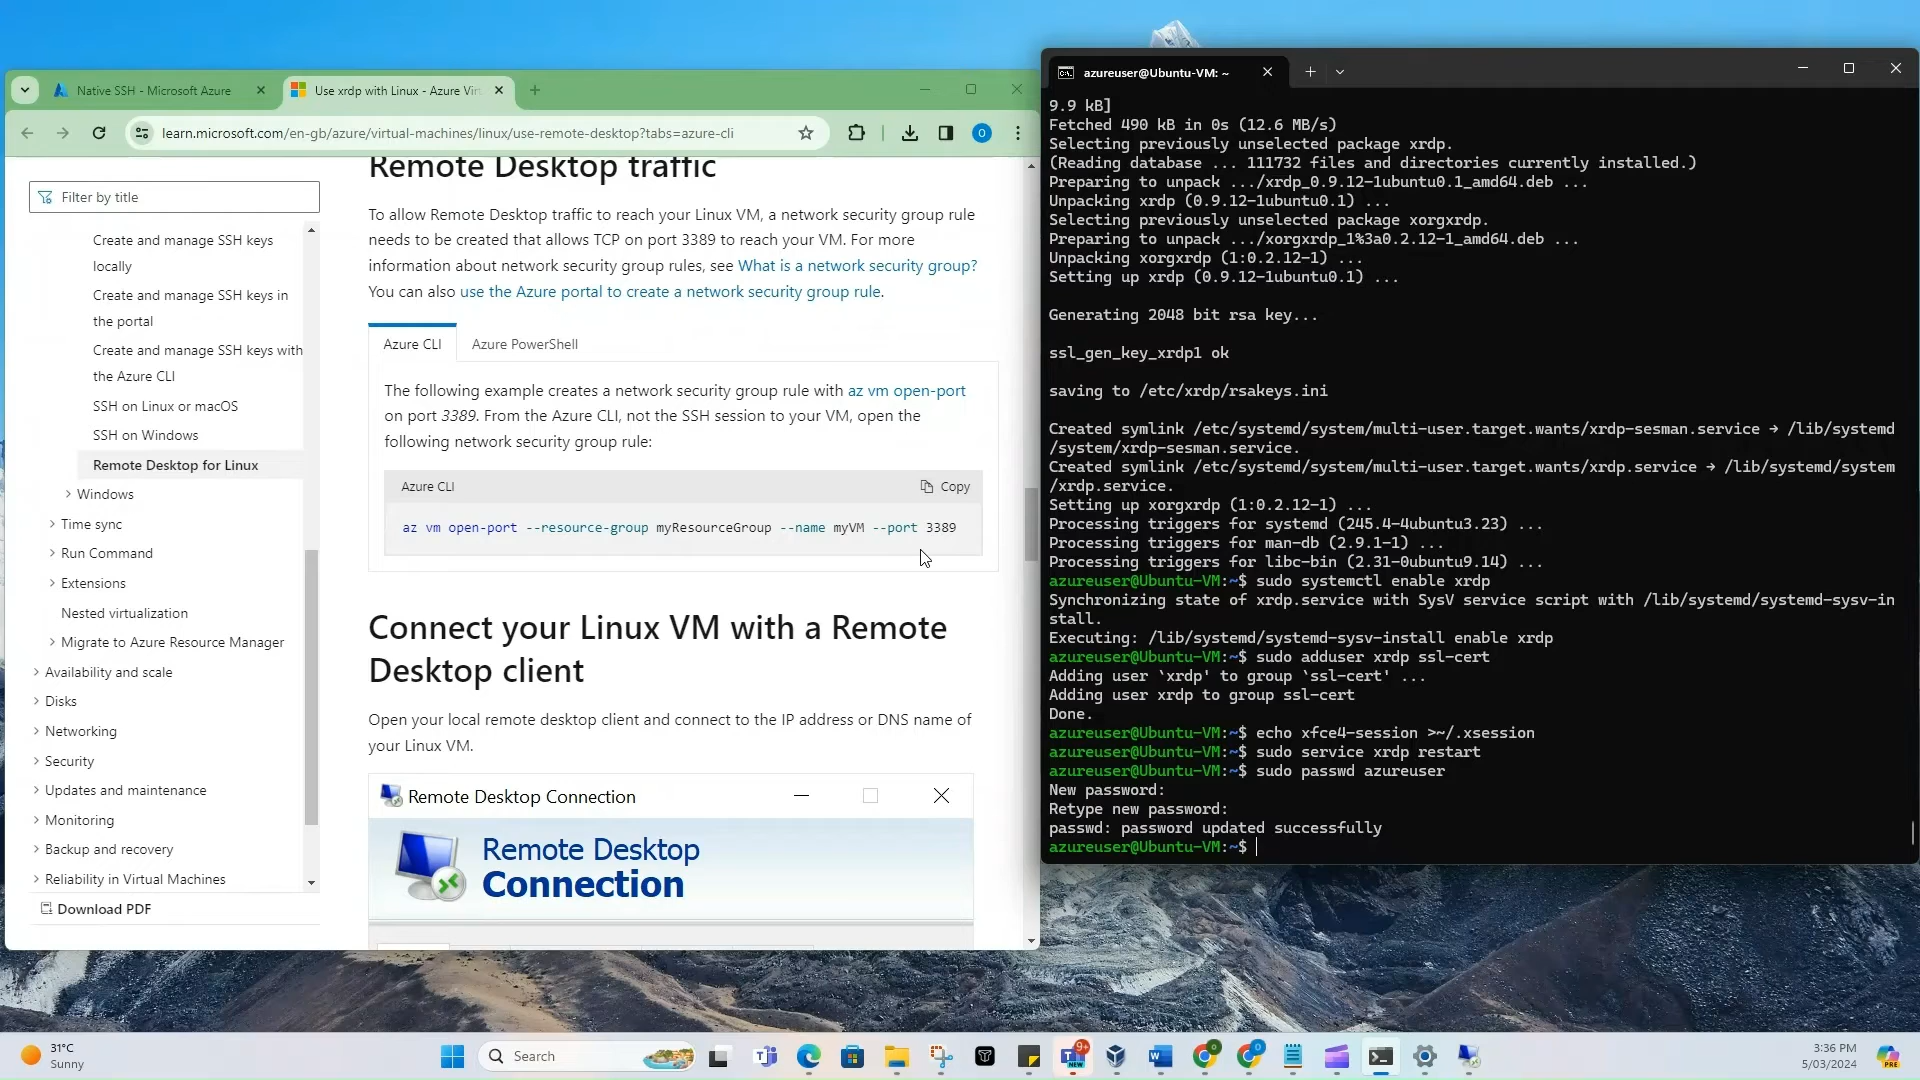 Native SSH - Microsoft Azure
Use xrdp with Linux - Azure Vir
learn.microsoft.com/en-gb/azure/virtual-machines/linux/use-remote-desktop?tabs=azure-cli
O
Filter by title
Create and manage SSH keys
locally
Create and manage SSH keys in
the portal
Create and manage SSH keys with
the Azure CLI
SSH on Linux or macOS
SSH on Windows
Remote Desktop for Linux
Windows
Time sync
Run Command
Extensions
Nested virtualization
Migrate to Azure Resource Manager
Availability and scale
Disks
Networking
Security
Updates and maintenance
Monitoring
Backup and recovery
Reliability in Virtual Machines
Download PDF
Remote Desktop traffic
To allow Remote Desktop traffic to reach your Linux VM, a network security group rule
needs to be created that allows TCP on port 3389 to reach your VM. For more
information about network security group rules, see What is a network security group?
You can also use the Azure portal to create a network security group rule.
Azure CLI
Azure PowerShell
The following example creates a network security group rule with az vm open-port
on port 3389. From the Azure CLI, not the SSH session to your VM, open the
following network security group rule:
Azure CLI
Copy
az vm open-port --resource-group myResourceGroup --name myVM --port 3389
Connect your Linux VM with a Remote
Desktop client
Open your local remote desktop client and connect to the IP address or DNS name of
your Linux VM.
Remote Desktop Connection
Remote Desktop
Connection
azureuser@Ubuntu-VM: ~
9.9 kB]
Fetched 490 kB in 0s (12.6 MB/s)
Selecting previously unselected package xrdp.
(Reading database ... 111732 files and directories currently installed.)
Preparing to unpack .../xrdp_0.9.12-1ubuntu0.1_amd64.deb ...
Unpacking xrdp (0.9.12-1ubuntu0.1) ...
Selecting previously unselected package xorgxrdp.
Preparing to unpack .../xorgxrdp_1%3a0.2.12-1_amd64.deb ...
Unpacking xorgxrdp (1:0.2.12-1) ...
Setting up xrdp (0.9.12-1ubuntu0.1) ...
Generating 2048 bit rsa key...
ssl_gen_key_xrdp1 ok
saving to /etc/xrdp/rsakeys.ini
Created symlink /etc/systemd/system/multi-user.target.wants/xrdp-sesman.service → /lib/systemd
/system/xrdp-sesman.service.
Created symlink /etc/systemd/system/multi-user.target.wants/xrdp.service → /lib/systemd/system
/xrdp.service.
Setting up xorgxrdp (1:0.2.12-1) ...
Processing triggers for systemd (245.4-4ubuntu3.23) ...
Processing triggers for man-db (2.9.1-1) ...
Processing triggers for libc-bin (2.31-0ubuntu9.14) ...
azureuser@Ubuntu-VM:~$ sudo systemctl enable xrdp
Synchronizing state of xrdp.service with SysV service script with /lib/systemd/systemd-sysv-in
stall.
Executing: /lib/systemd/systemd-sysv-install enable xrdp
azureuser@Ubuntu-VM:~$ sudo adduser xrdp ssl-cert
Adding user `xrdp' to group `ssl-cert' ...
Adding user xrdp to group ssl-cert
Done.
azureuser@Ubuntu-VM:~$ echo xfce4-session >~/.xsession
azureuser@Ubuntu-VM:~$ sudo service xrdp restart
azureuser@Ubuntu-VM:~$ sudo passwd azureuser
New password:
Retype new password:
passwd: password updated successfully
azureuser@Ubuntu-VM:~$
31°C
Sunny
Search
9+
NEW
3:36 PM
5/03/2024
PRE